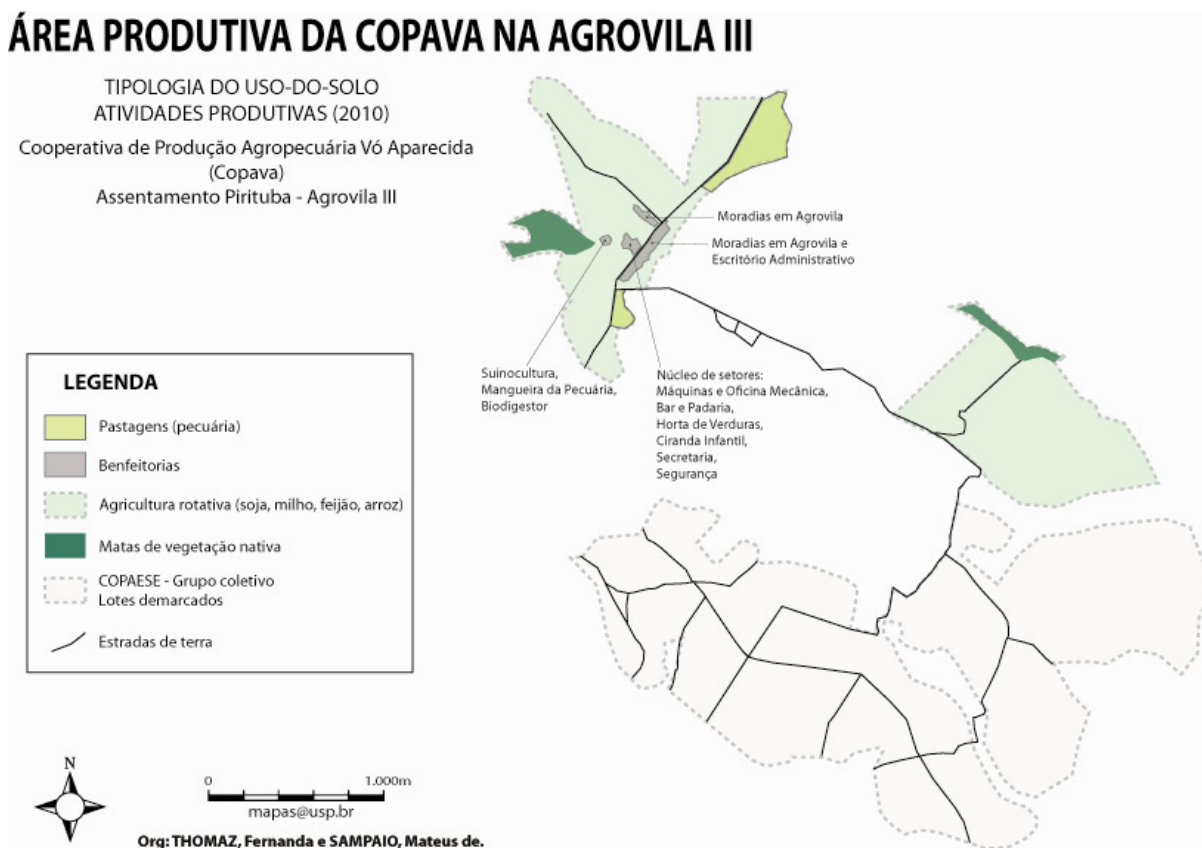 ÁREA PRODUTIVA DA COPAVA NA AGROVILA III
TIPOLOGIA DO USO-DO-SOLO
ATIVIDADES PRODUTIVAS (2010)
Cooperativa de Produção Agropecuária Vó Aparecida
(Copava)
Assentamento Pirituba - Agrovila III
Moradias em Agrovila
Moradias em Agrovila e
Escritório Administrativo
Suinocultura,
Mangueira da Pecuária,
Biodigestor
Núcleo de setores:
Máquinas e Oficina Mecânica,
Bar e Padaria,
Horta de Verduras,
Ciranda Infantil,
Secretaria,
Segurança
LEGENDA
Pastagens (pecuária)
Benfeitorias
Agricultura rotativa (soja, milho, feijão, arroz)
Matas de vegetação nativa
COPAESE - Grupo coletivo
Lotes demarcados
Estradas de terra
N
0 1.000m
mapas@usp.br
Org: THOMAZ, Fernanda e SAMPAIO, Mateus de.